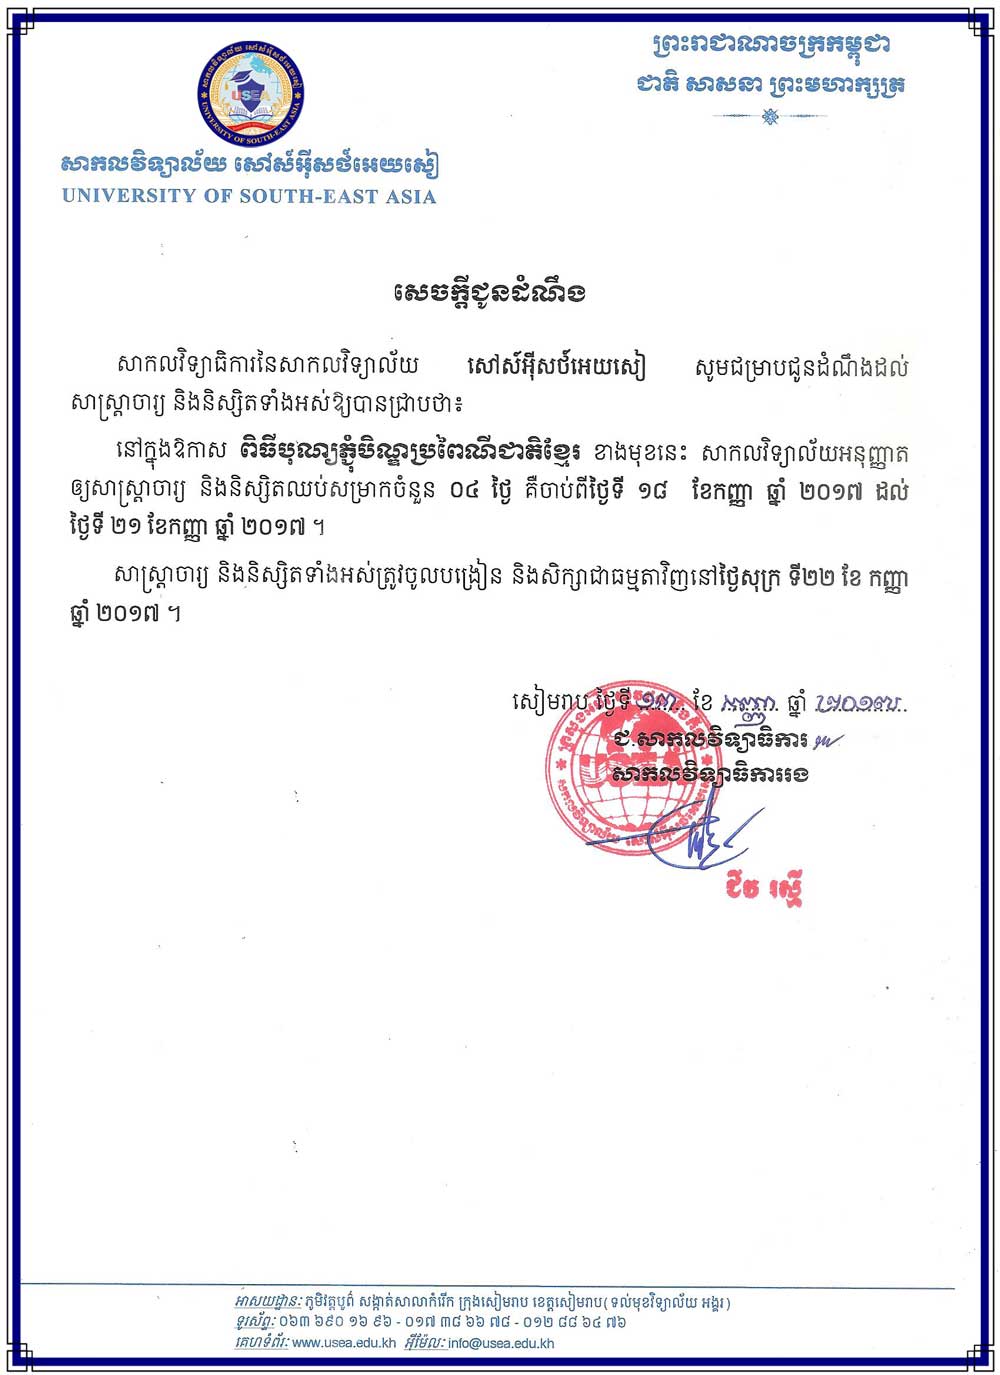 ព្រះរាជាណាចក្រកម្ពុជា
ជាតិ សាសនា ព្រះមហាក្សត្រ
សាកលវិទ្យាល័យ សៅស៍អ៊ីសថ៍អេយសៀ
UNIVERSITY OF SOUTH-EAST ASIA
USEA
UNIVERSITY OF SOUTH-EAST ASIA
សេចក្តីជូនដំណឹង
សាកលវិទ្យាធិការនៃសាកលវិទ្យាល័យ សៅស៍អ៊ីសថ៍អេយសៀ សូមជម្រាបជូនដំណឹងដល់
សាស្ត្រាចារ្យ និងនិស្សិតទាំងអស់ឱ្យបានជ្រាបថា៖
នៅក្នុងឱកាស ពិធីបុណ្យភ្ជុំបិណ្ឌប្រពៃណីជាតិខ្មែរ ខាងមុខនេះ សាកលវិទ្យាល័យអនុញ្ញាត
ឲ្យសាស្ត្រាចារ្យ និងនិស្សិតឈប់សម្រាកចំនួន ០៤ ថ្ងៃ គឺចាប់ពីថ្ងៃទី ១៨ ខែកញ្ញា ឆ្នាំ ២០១៧ ដល់
ថ្ងៃទី ២១ ខែកញ្ញា ឆ្នាំ ២០១៧ ។
សាស្ត្រាចារ្យ និងនិស្សិតទាំងអស់ត្រូវចូលបង្រៀន និងសិក្សាជាធម្មតាវិញនៅថ្ងៃសុក្រ ទី២២ ខែ កញ្ញា
ឆ្នាំ ២០១៧ ។
សៀមរាប ថ្ងៃទី ១៣ ខែ កញ្ញា ឆ្នាំ ២០១៧
ជ.សាកលវិទ្យាធិការ
សាកលវិទ្យាធិការរង
ជឹត រស្មី
អាសយដ្ឋាន: ភូមិវត្តបូព៌ សង្កាត់សាលាកំរើក ក្រុងសៀមរាប ខេត្តសៀមរាប( ទល់មុខវិទ្យាល័យ អង្គរ )
ទូរស័ព្ទ: ០៦៣ ៦៩០ ១៦ ៩៦ - ០១៧ ៣៨ ៦៦ ៧៨ - ០១២ ៨៨ ៦៤ ៧៦
គេហទំព័រ: www.usea.edu.kh អ៊ីម៉ែល: info@usea.edu.kh